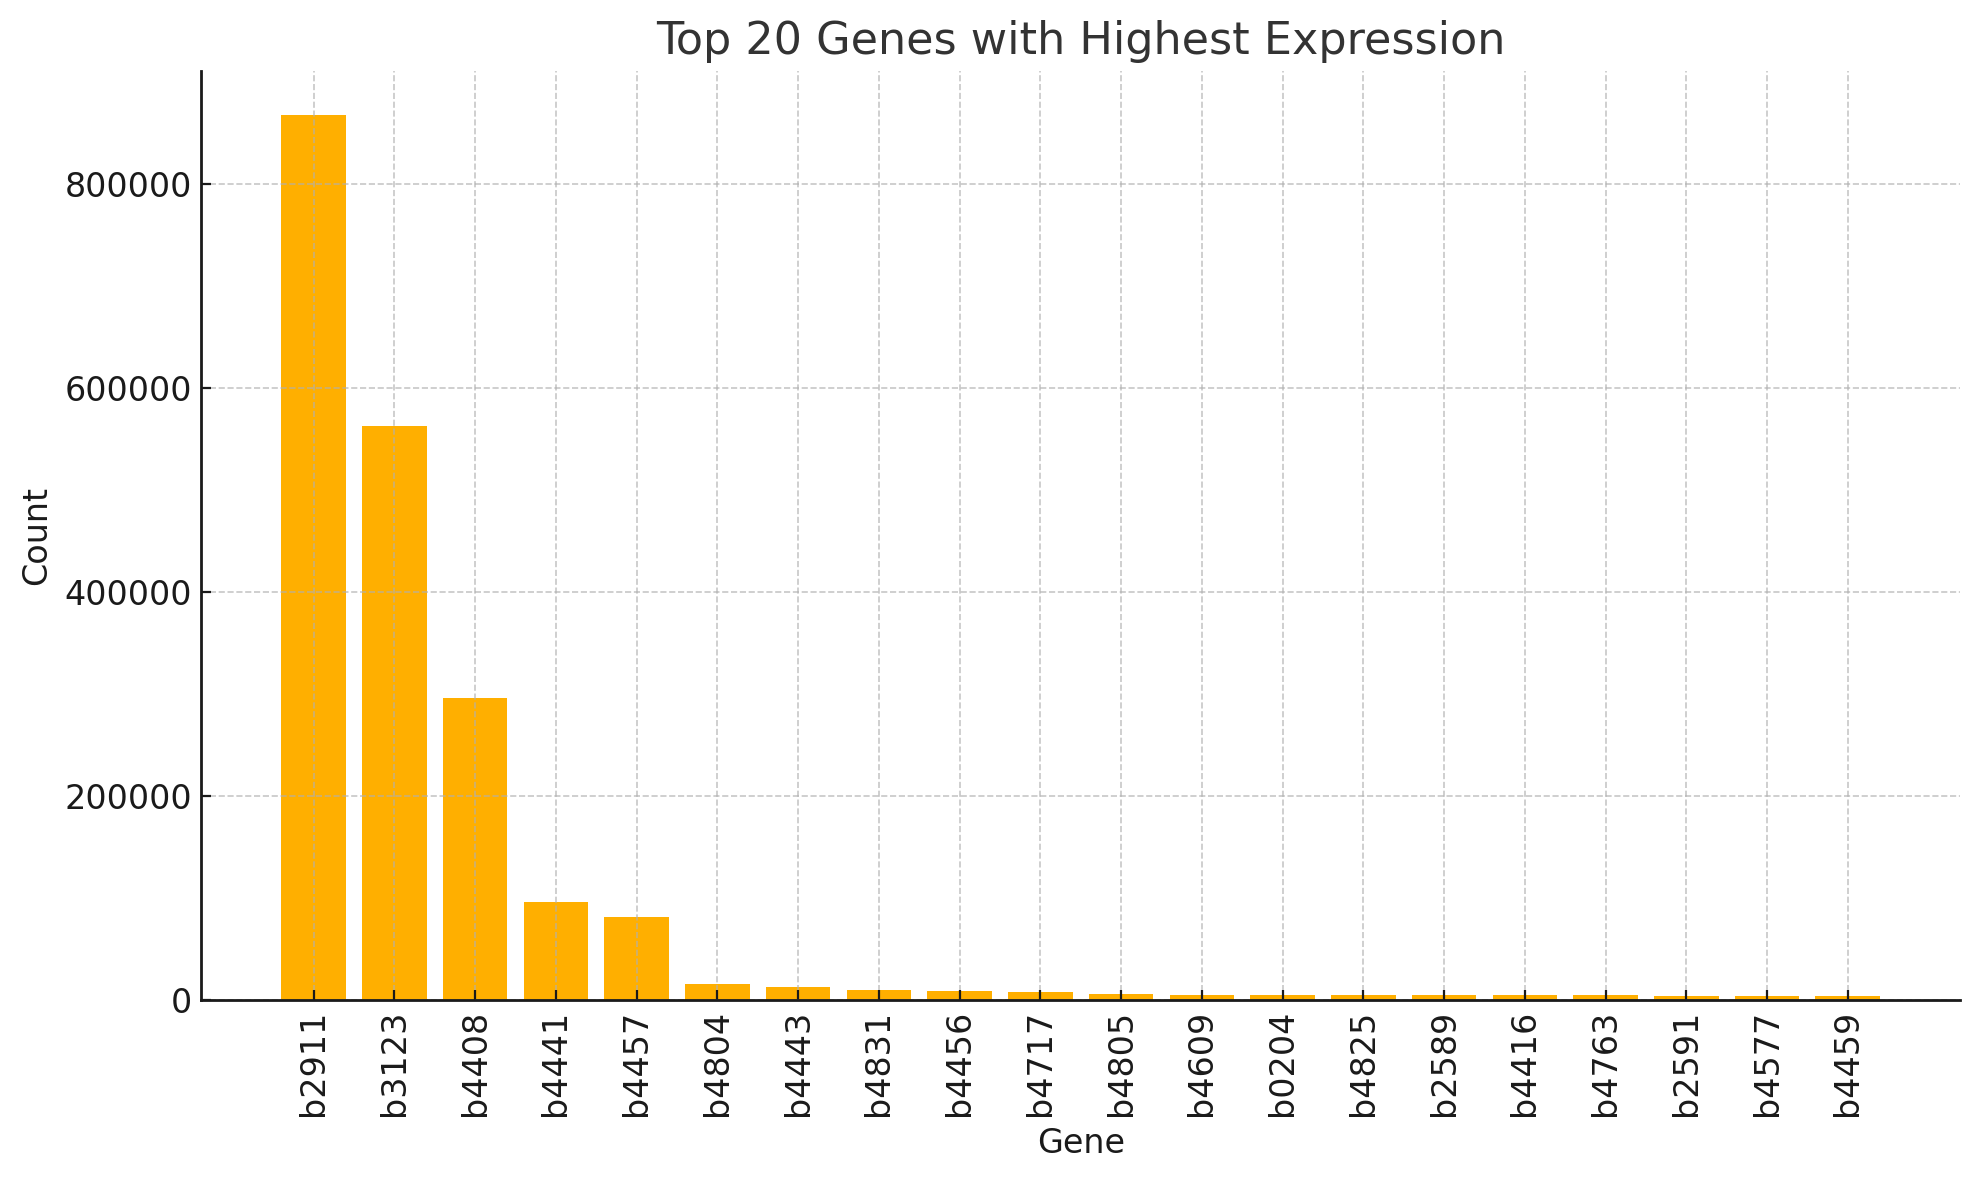 Top 20 Genes with Highest Expression
Count
800000
600000
400000
200000
0
b2911
b3123
b4408
b4441
b4457
b4804
b4443
b4831
b4456
b4717
b4805
b4609
b0204
b4825
b2589
b4416
b4763
b2591
b4577
b4459
Gene